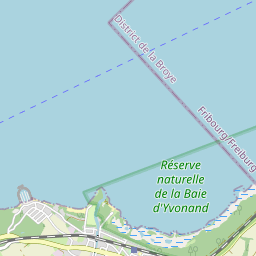 District de la Broye
Fribourg/Freiburg
Réserve
naturelle
de la Baie
d'Yvonand